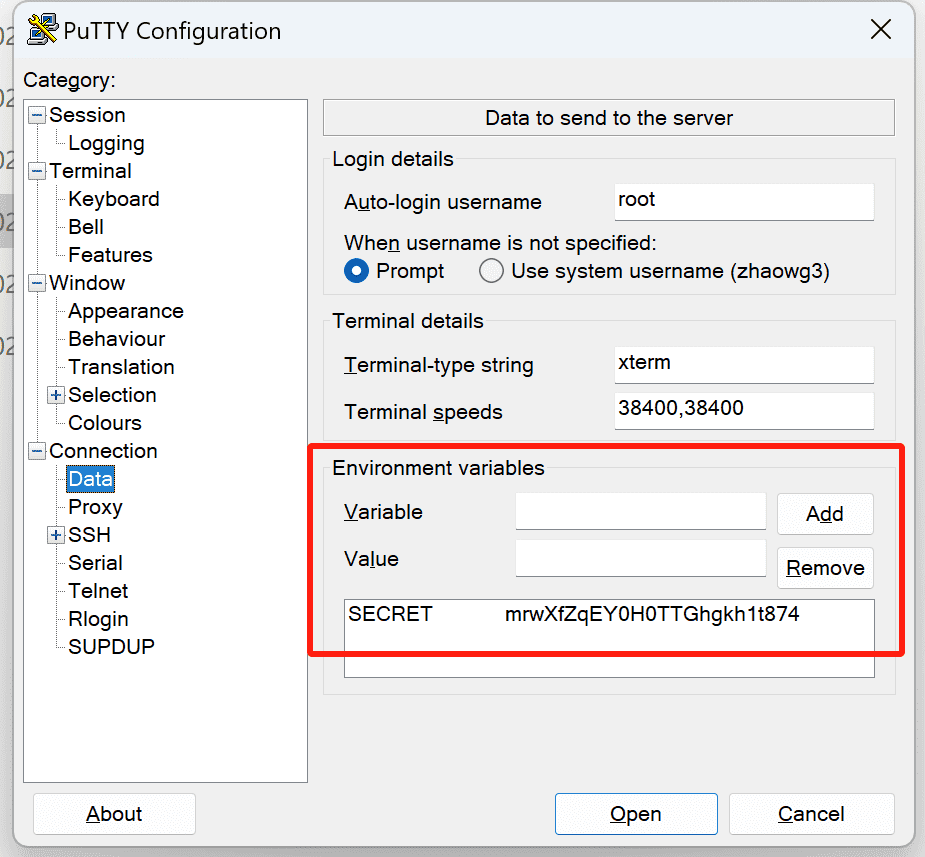 PuTTY Configuration
Category:
Session
Logging
Terminal
Keyboard
Bell
Features
Window
Appearance
Behaviour
Translation
Selection
Colours
Connection
Data
Proxy
SSH
Serial
Telnet
Rlogin
SUPDUP
Data to send to the server
Login details
Auto-login username root
When username is not specified:
Prompt Use system username (zhaowg3)
Terminal details
Terminal-type string xterm
Terminal speeds 38400,38400
Environment variables
Variable Add
Value Remove
SECRET mrwXfZqEY0H0TTGhgkh1t874
About Open Cancel